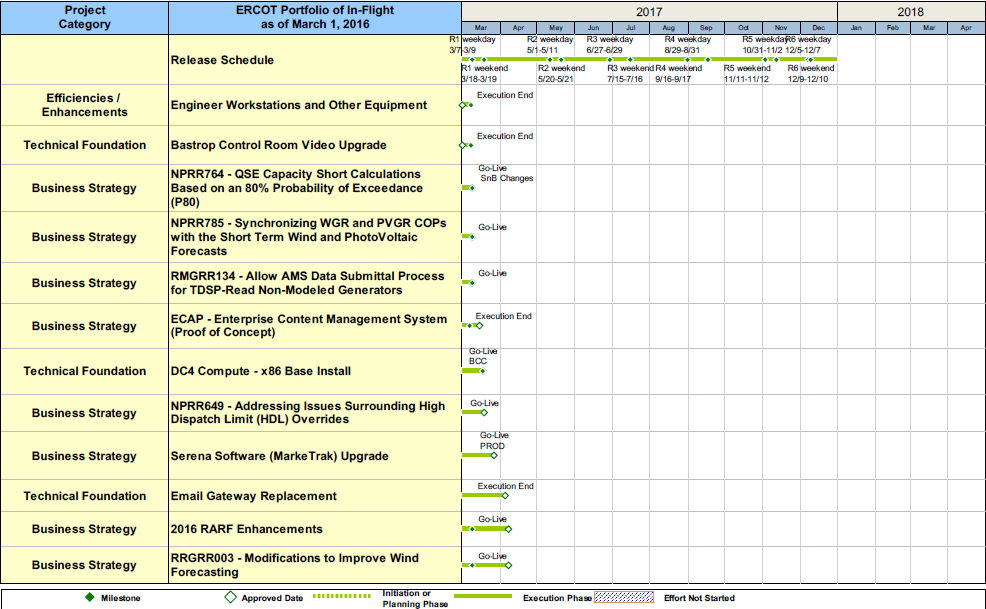 Project
Category
ERCOT Portfolio of In-Flight
as of March 1, 2016
2017
2018
Mar Apr May Jun Jul Aug Sep Oct Nov Dec Jan Feb Mar Apr
Release Schedule
R1 weekday R2 weekday R3 weekday R4 weekday R5 weekday R6 weekday
3/7-3/9 5/1-5/11 6/27-6/29 8/29-8/31 10/31-11/2 12/5-12/7
R1 weekend R2 weekend R3 weekend R4 weekend R5 weekend R6 weekend
3/18-3/19 5/20-5/21 7/15-7/16 9/16-9/17 11/11-11/12 12/9-12/10
Efficiencies /
Enhancements
Engineer Workstations and Other Equipment
Execution End
Technical Foundation
Bastrop Control Room Video Upgrade
Execution End
Business Strategy
NPRR764 - QSE Capacity Short Calculations
Based on an 80% Probability of Exceedance
(P80)
Go-Live
SnB Changes
Business Strategy
NPRR785 - Synchronizing WGR and PVGR COPs
with the Short Term Wind and PhotoVoltaic
Forecasts
Go-Live
Business Strategy
RMGRR134 - Allow AMS Data Submittal Process
for TDSP-Read Non-Modeled Generators
Go-Live
Business Strategy
ECAP - Enterprise Content Management System
(Proof of Concept)
Execution End
Technical Foundation
DC4 Compute - x86 Base Install
Go-Live
BCC
Business Strategy
NPRR649 - Addressing Issues Surrounding High
Dispatch Limit (HDL) Overrides
Go-Live
Business Strategy
Serena Software (MarkeTrak) Upgrade
Go-Live
PROD
Technical Foundation
Email Gateway Replacement
Execution End
Business Strategy
2016 RARF Enhancements
Go-Live
Business Strategy
RRGRR003 - Modifications to Improve Wind
Forecasting
Go-Live
Milestone
Approved Date
Initiation or
Planning Phase
Execution Phase
Effort Not Started